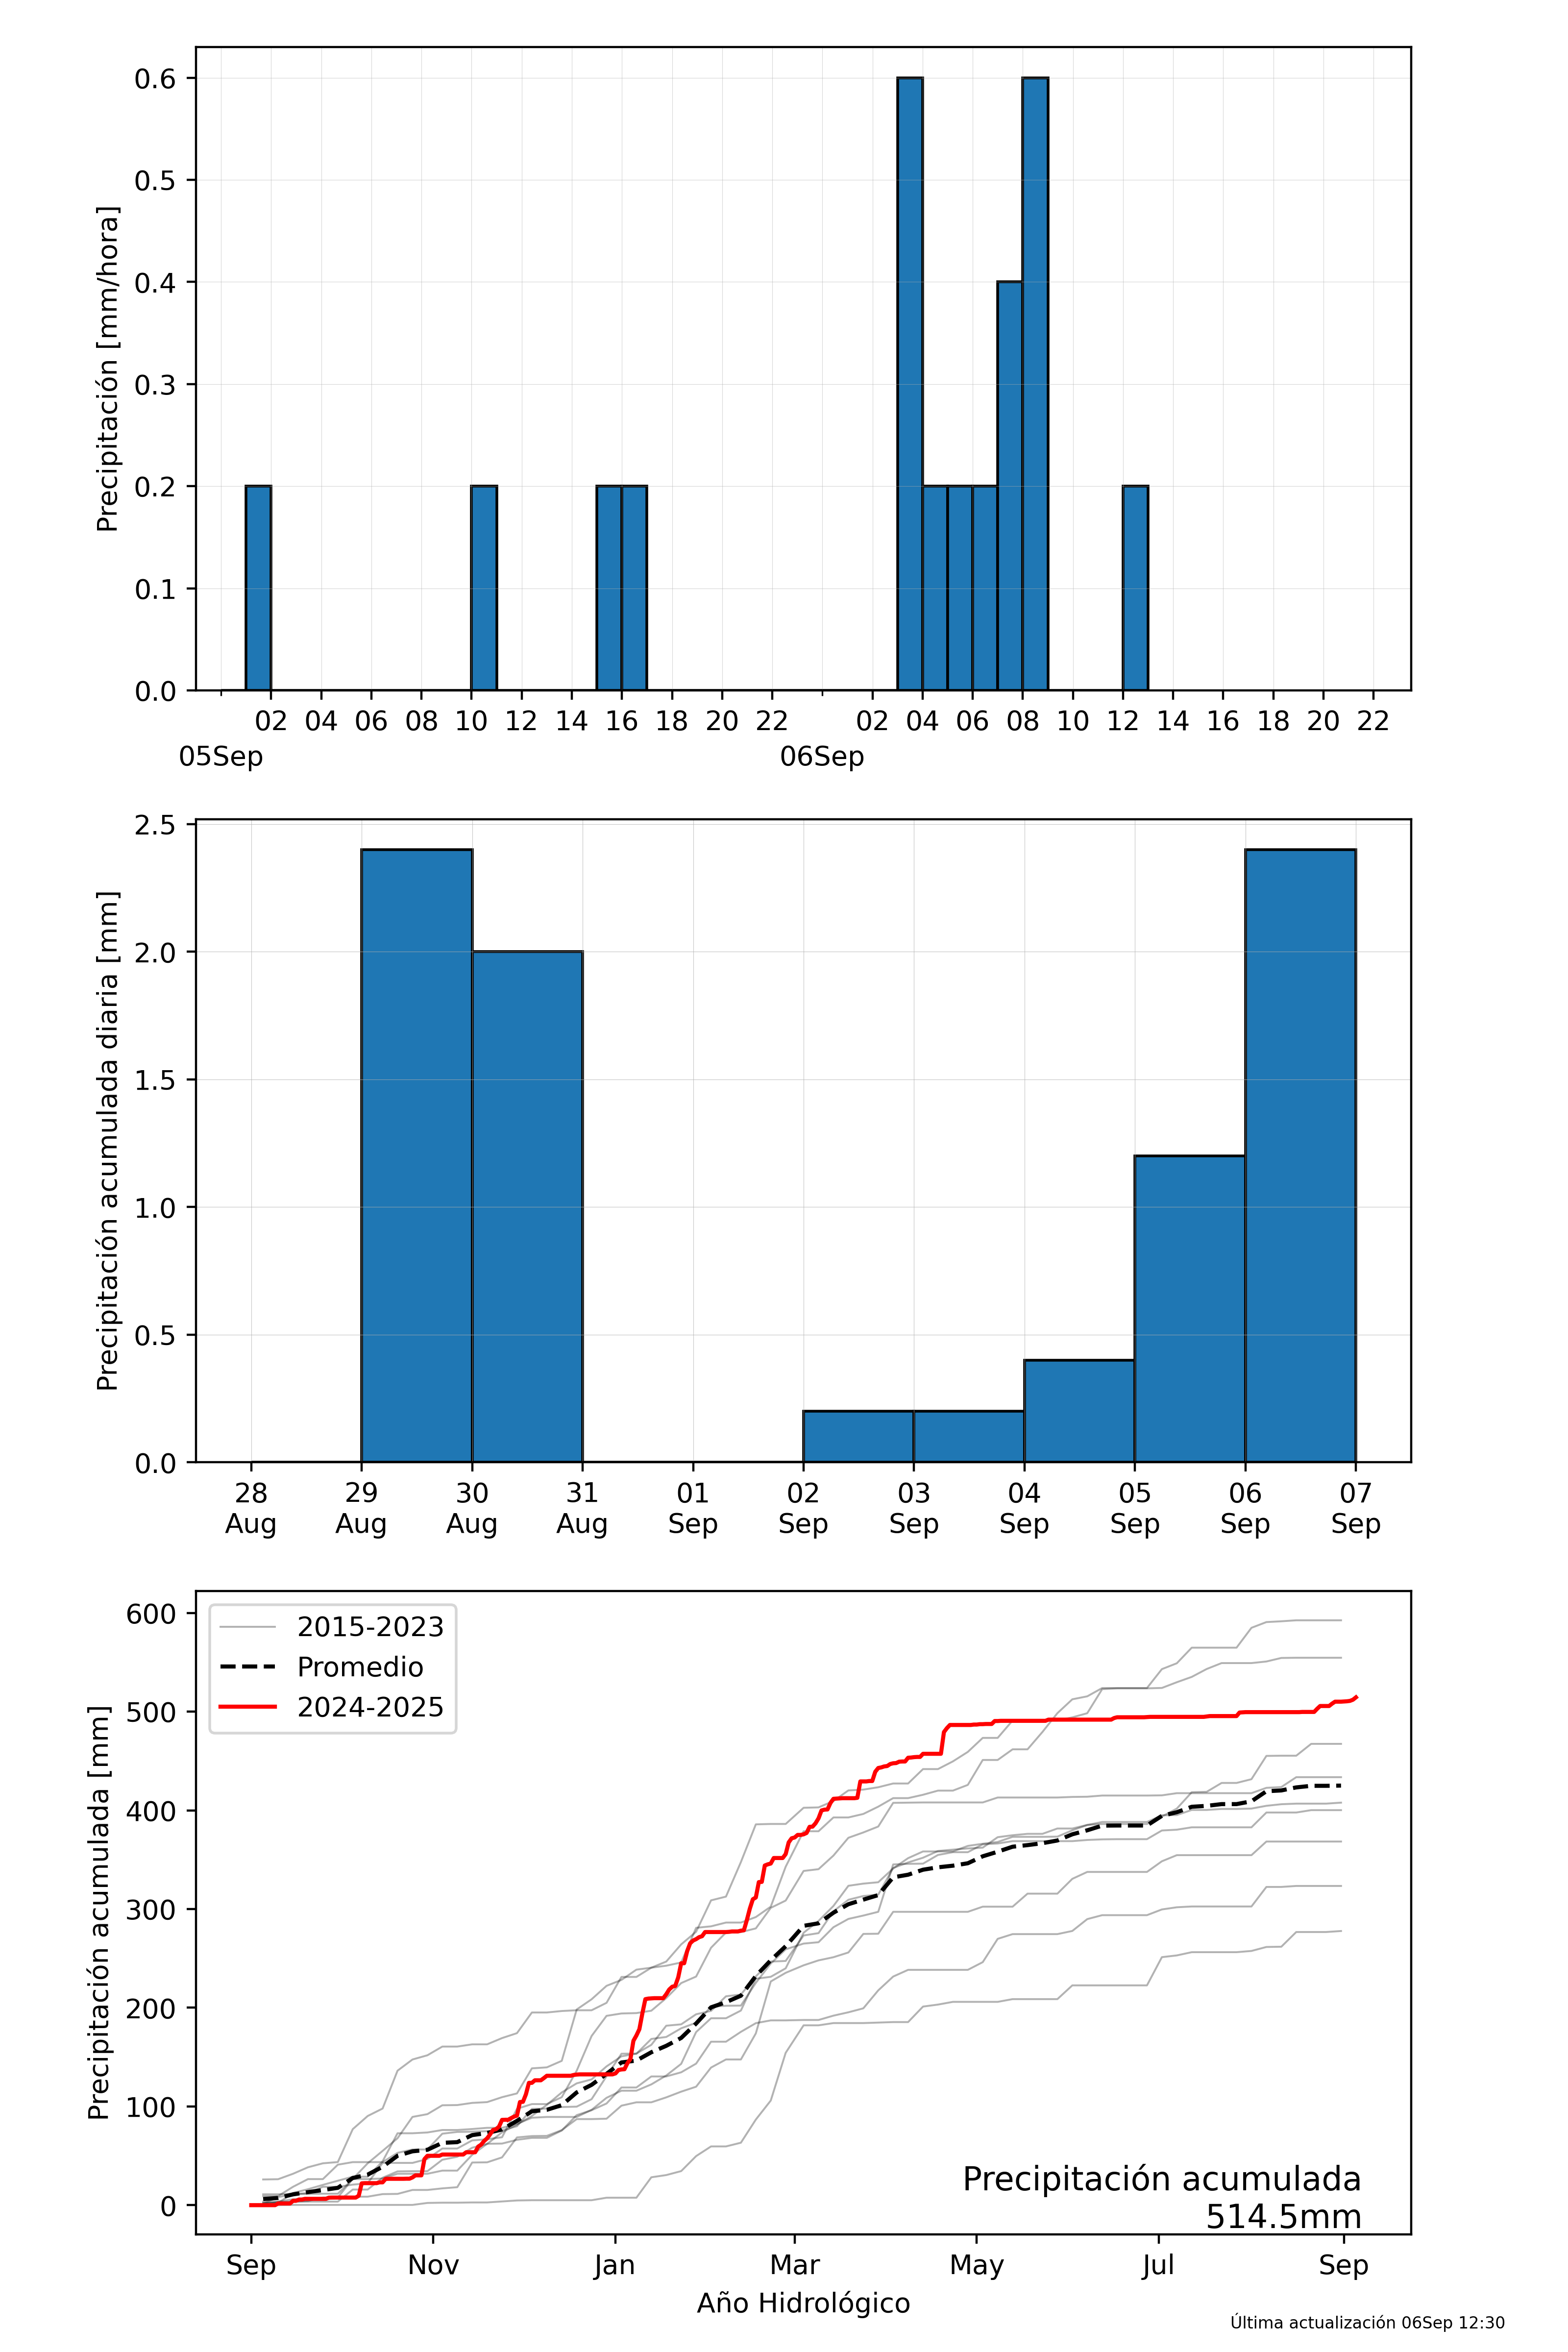 Precipitación [mm/hora]
0.6
0.5
0.4
0.3
0.2
0.1
0.0
02 04 06 08 10 12 14 16 18 20 22 02 04 06 08 10 12 14 16 18 20 22
05Sep 06Sep
Precipitación acumulada diaria [mm]
2.5
2.0
1.5
1.0
0.5
0.0
28 29 30 31 01 02 03 04 05 06 07
Aug Aug Aug Aug Sep Sep Sep Sep Sep Sep Sep
Precipitación acumulada [mm]
600
500
400
300
200
100
0
2015-2023
Promedio
2024-2025
Precipitación acumulada
514.5mm
Sep Nov Jan Mar May Jul Sep
Año Hidrológico
Última actualización 06Sep 12:30